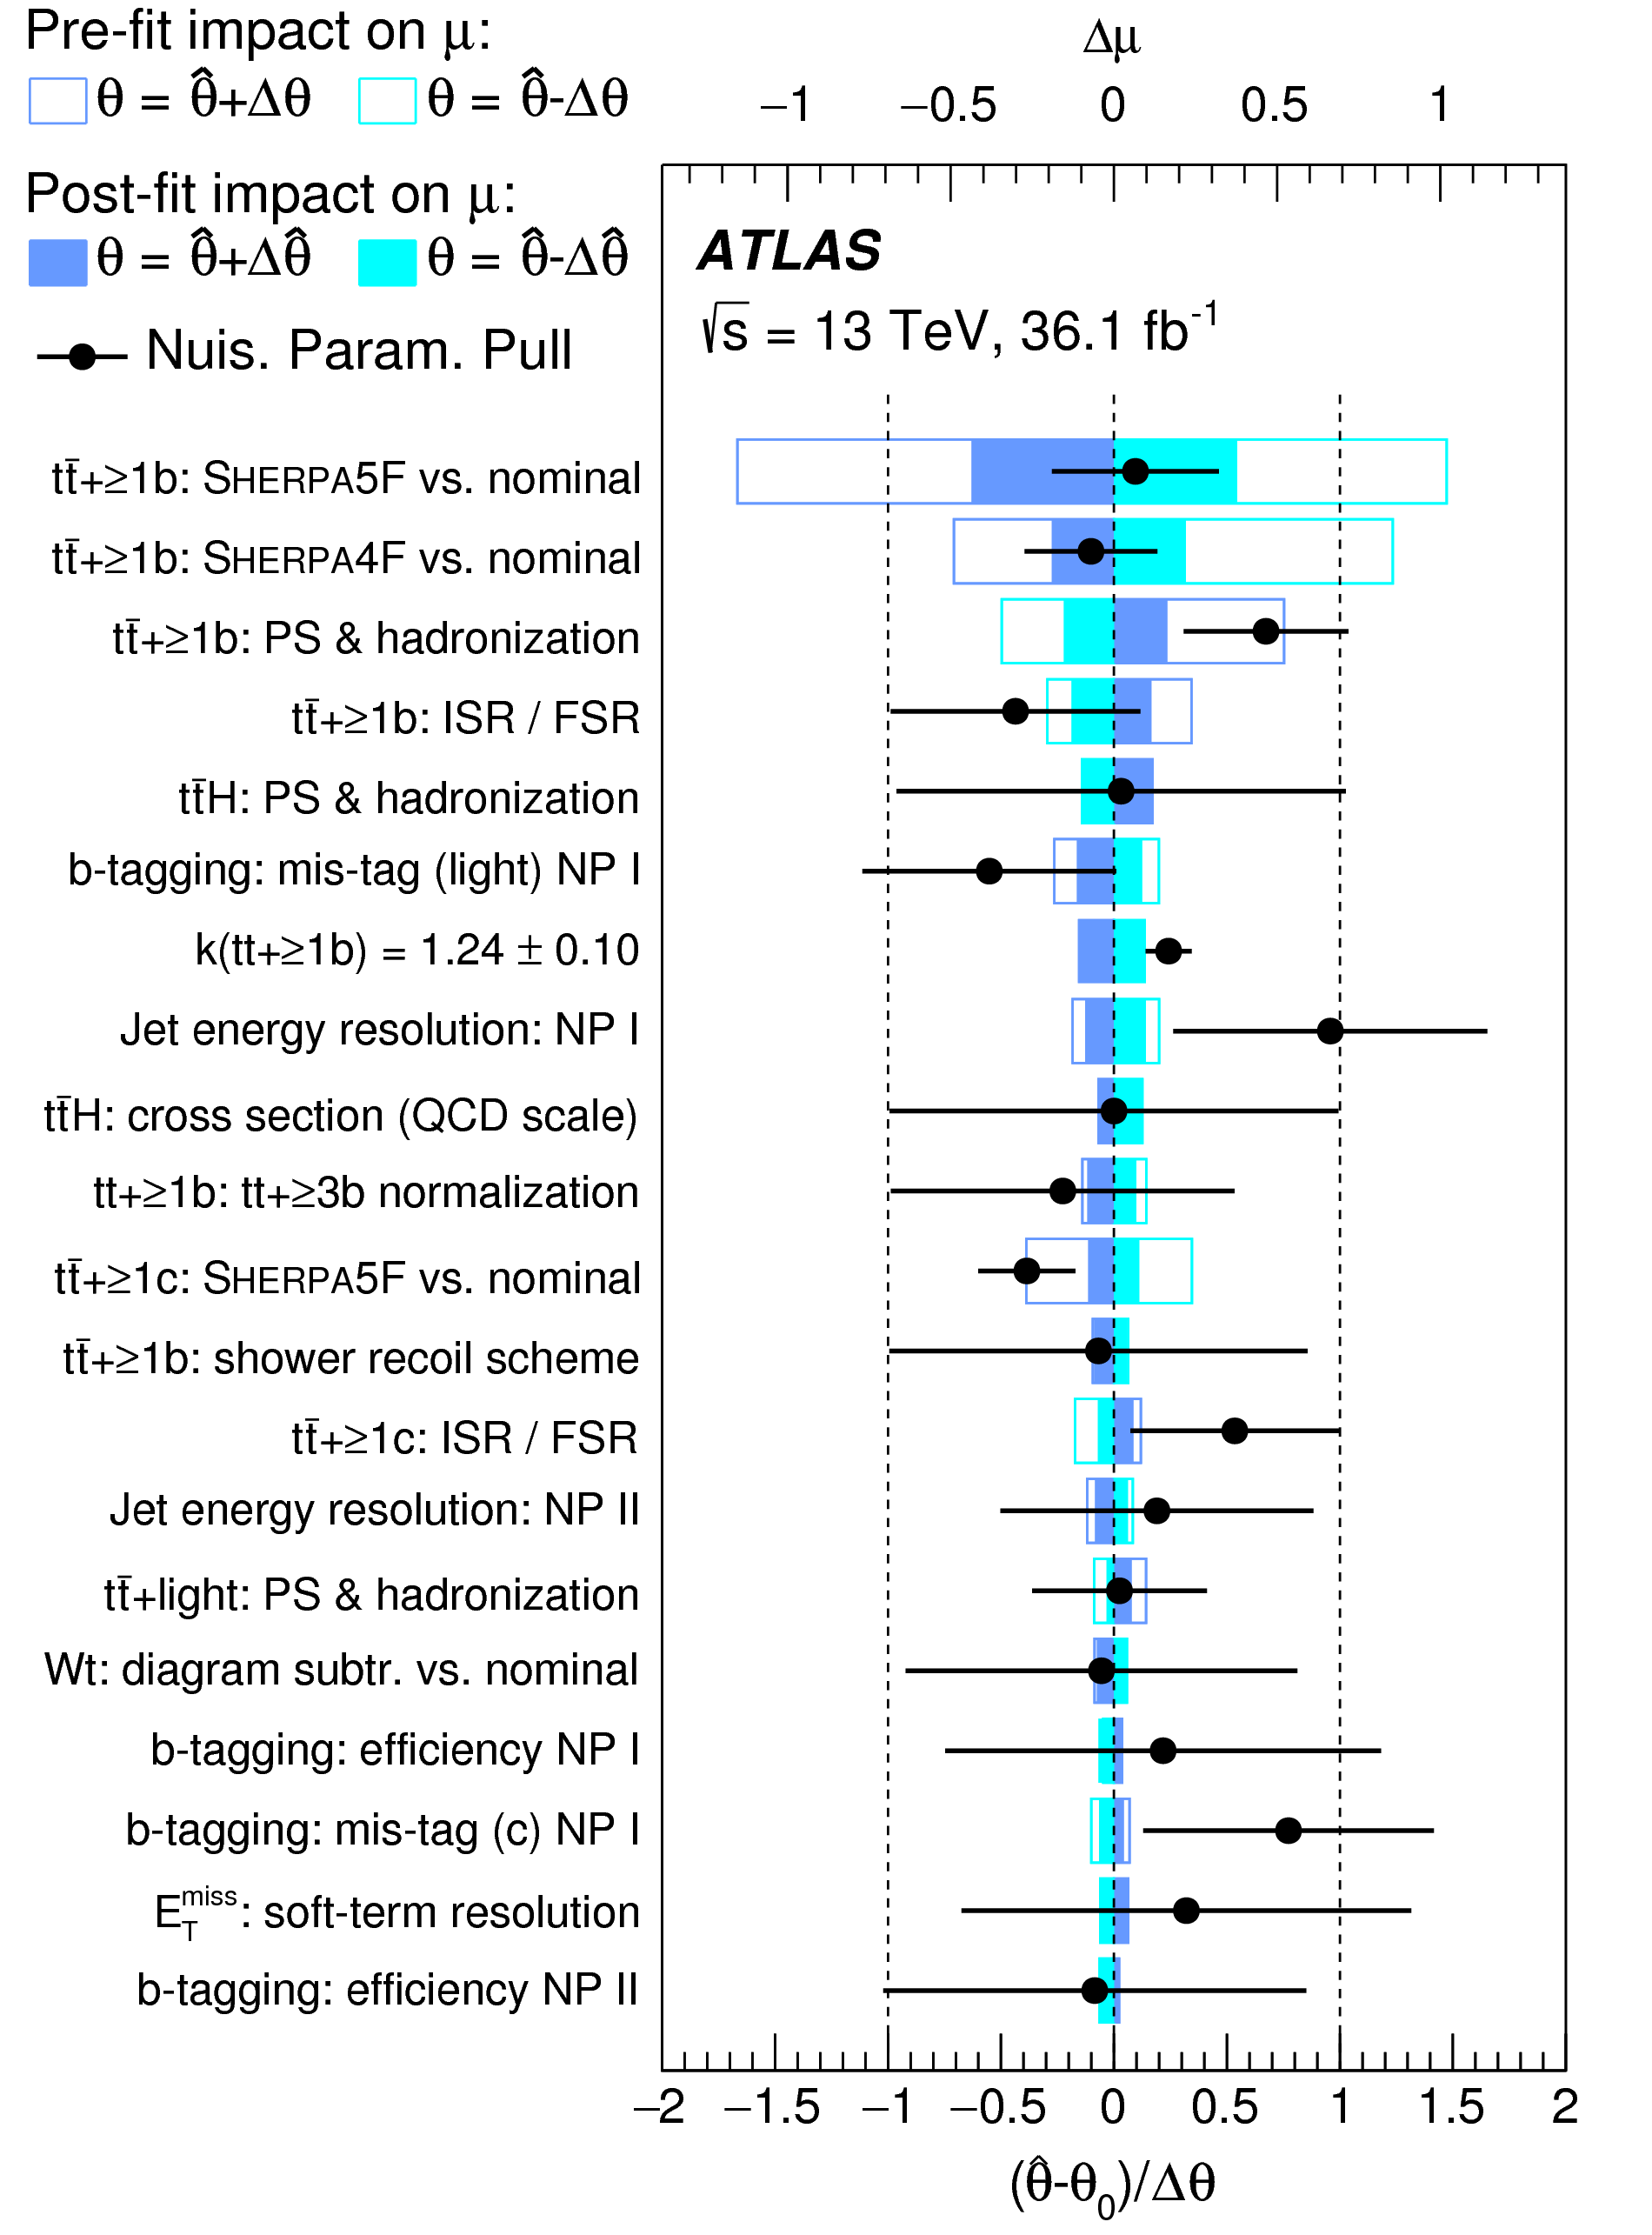 Pre-fit impact on μ:
θ = θ̂+Δθ θ = θ̂-Δθ
Post-fit impact on μ:
θ = θ̂+Δθ̂ θ = θ̂-Δθ̂
Nuis. Param. Pull
Δμ
−1 −0.5 0 0.5 1
ATLAS
√s = 13 TeV, 36.1 fb⁻¹
tt̄+≥1b: SHERPA5F vs. nominal
tt̄+≥1b: SHERPA4F vs. nominal
tt̄+≥1b: PS & hadronization
tt̄+≥1b: ISR / FSR
tt̄H: PS & hadronization
b-tagging: mis-tag (light) NP I
k(tt+≥1b) = 1.24 ± 0.10
Jet energy resolution: NP I
tt̄H: cross section (QCD scale)
tt+≥1b: tt+≥3b normalization
tt̄+≥1c: SHERPA5F vs. nominal
tt̄+≥1b: shower recoil scheme
tt̄+≥1c: ISR / FSR
Jet energy resolution: NP II
tt̄+light: PS & hadronization
Wt: diagram subtr. vs. nominal
b-tagging: efficiency NP I
b-tagging: mis-tag (c) NP I
E_T^miss: soft-term resolution
b-tagging: efficiency NP II
−2 −1.5 −1 −0.5 0 0.5 1 1.5 2
(θ̂-θ₀)/Δθ